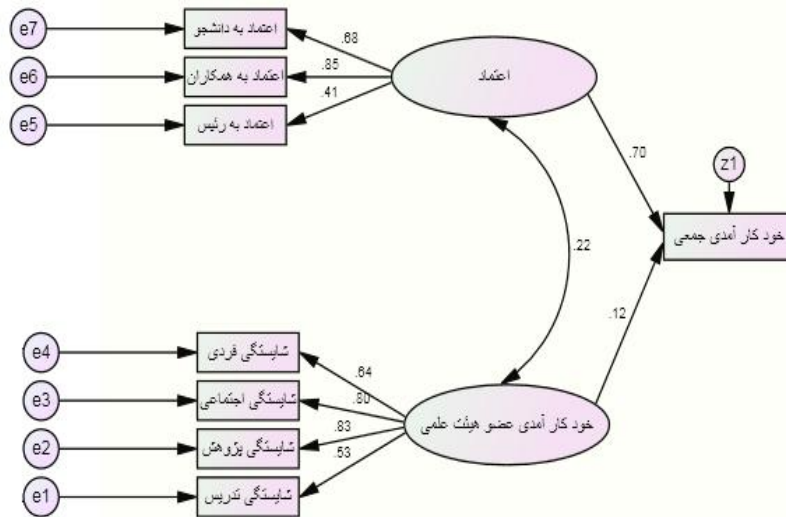 e7
اعتماد به دانشجو
.68
e6
اعتماد به همکاران
.85
اعتماد
e5
اعتماد به رئیس
.41
.70
z1
خود کار آمدی جمعی
.22
.12
e4
شایستگی فردی
.64
e3
شایستگی اجتماعی
.80
خود کار آمدی عضو هیئت علمی
e2
شایستگی پژوهش
.83
e1
شایستگی تدریس
.53